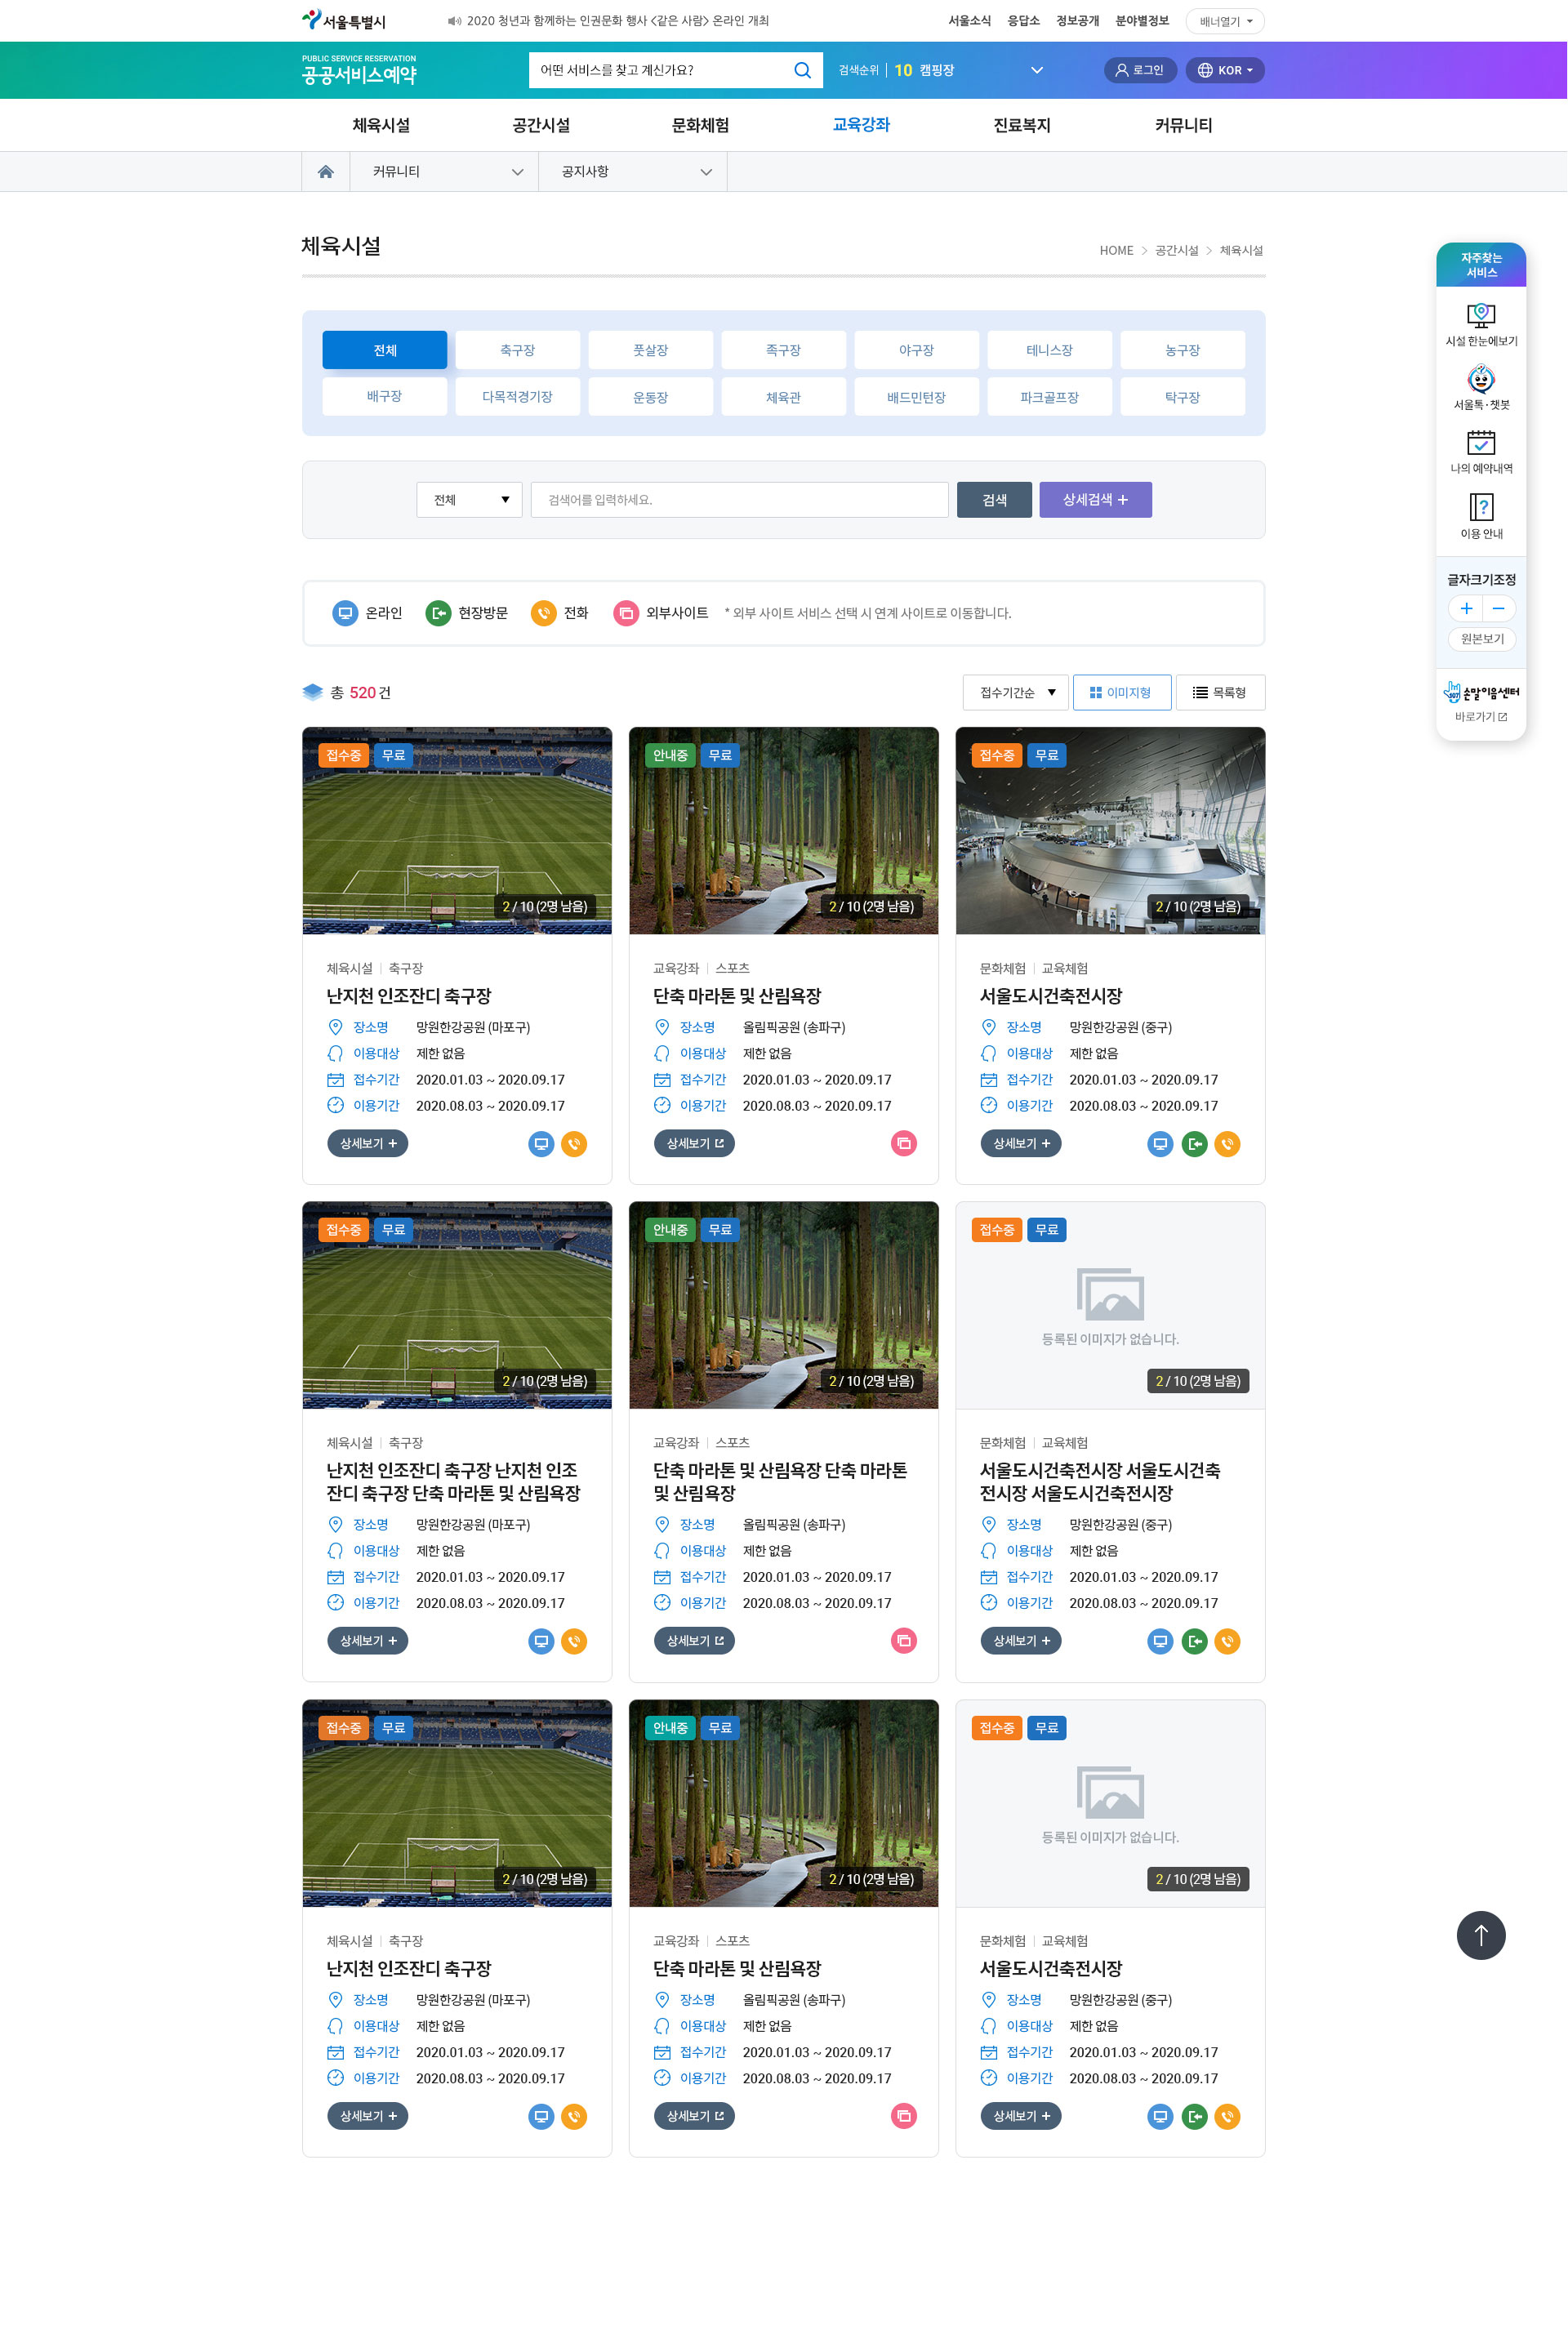 서울특별시
2020 청년과 함께하는 인권문화 행사 <같은 사람> 온라인 개최
서울소식 응답소 정보공개 분야별정보 배너열기
PUBLIC SERVICE RESERVATION
공공서비스예약
어떤 서비스를 찾고 계신가요?
검색순위 10 캠핑장
로그인 KOR
체육시설 공간시설 문화체험 교육강좌 진료복지 커뮤니티
커뮤니티 공지사항
체육시설
HOME > 공간시설 > 체육시설
전체 축구장 풋살장 족구장 야구장 테니스장 농구장
배구장 다목적경기장 운동장 체육관 배드민턴장 파크골프장 탁구장
전체 검색어를 입력하세요. 검색 상세검색 +
온라인 현장방문 전화 외부사이트 * 외부 사이트 서비스 선택 시 연계 사이트로 이동합니다.
총 520 건
접수기간순 이미지형 목록형
자주찾는
서비스
시설 한눈에보기
서울톡·챗봇
나의 예약내역
이용 안내
글자크기조정
+ −
원본보기
손말이음센터
바로가기
접수중 무료
2 / 10 (2명 남음)
체육시설 | 축구장
난지천 인조잔디 축구장
장소명 망원한강공원 (마포구)
이용대상 제한 없음
접수기간 2020.01.03 ~ 2020.09.17
이용기간 2020.08.03 ~ 2020.09.17
상세보기 +
안내중 무료
2 / 10 (2명 남음)
교육강좌 | 스포츠
단축 마라톤 및 산림욕장
장소명 올림픽공원 (송파구)
이용대상 제한 없음
접수기간 2020.01.03 ~ 2020.09.17
이용기간 2020.08.03 ~ 2020.09.17
상세보기
접수중 무료
2 / 10 (2명 남음)
문화체험 | 교육체험
서울도시건축전시장
장소명 망원한강공원 (중구)
이용대상 제한 없음
접수기간 2020.01.03 ~ 2020.09.17
이용기간 2020.08.03 ~ 2020.09.17
상세보기 +
접수중 무료
2 / 10 (2명 남음)
체육시설 | 축구장
난지천 인조잔디 축구장 난지천 인조
잔디 축구장 단축 마라톤 및 산림욕장
장소명 망원한강공원 (마포구)
이용대상 제한 없음
접수기간 2020.01.03 ~ 2020.09.17
이용기간 2020.08.03 ~ 2020.09.17
상세보기 +
안내중 무료
2 / 10 (2명 남음)
교육강좌 | 스포츠
단축 마라톤 및 산림욕장 단축 마라톤
및 산림욕장
장소명 올림픽공원 (송파구)
이용대상 제한 없음
접수기간 2020.01.03 ~ 2020.09.17
이용기간 2020.08.03 ~ 2020.09.17
상세보기
접수중 무료
등록된 이미지가 없습니다.
2 / 10 (2명 남음)
문화체험 | 교육체험
서울도시건축전시장 서울도시건축
전시장 서울도시건축전시장
장소명 망원한강공원 (중구)
이용대상 제한 없음
접수기간 2020.01.03 ~ 2020.09.17
이용기간 2020.08.03 ~ 2020.09.17
상세보기 +
접수중 무료
2 / 10 (2명 남음)
체육시설 | 축구장
난지천 인조잔디 축구장
장소명 망원한강공원 (마포구)
이용대상 제한 없음
접수기간 2020.01.03 ~ 2020.09.17
이용기간 2020.08.03 ~ 2020.09.17
상세보기 +
안내중 무료
2 / 10 (2명 남음)
교육강좌 | 스포츠
단축 마라톤 및 산림욕장
장소명 올림픽공원 (송파구)
이용대상 제한 없음
접수기간 2020.01.03 ~ 2020.09.17
이용기간 2020.08.03 ~ 2020.09.17
상세보기
접수중 무료
등록된 이미지가 없습니다.
2 / 10 (2명 남음)
문화체험 | 교육체험
서울도시건축전시장
장소명 망원한강공원 (중구)
이용대상 제한 없음
접수기간 2020.01.03 ~ 2020.09.17
이용기간 2020.08.03 ~ 2020.09.17
상세보기 +